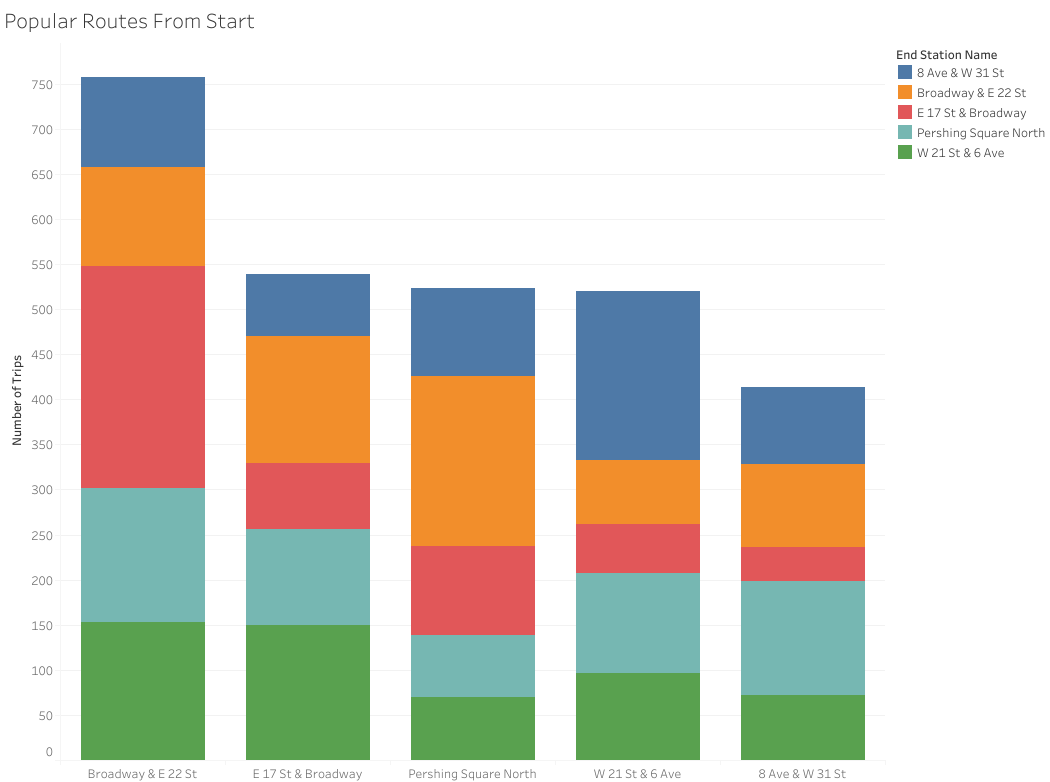 Popular Routes From Start
End Station Name
8 Ave & W 31 St
Broadway & E 22 St
E 17 St & Broadway
Pershing Square North
W 21 St & 6 Ave
Number of Trips
750
700
650
600
550
500
450
400
350
300
250
200
150
100
50
0
Broadway & E 22 St
E 17 St & Broadway
Pershing Square North
W 21 St & 6 Ave
8 Ave & W 31 St